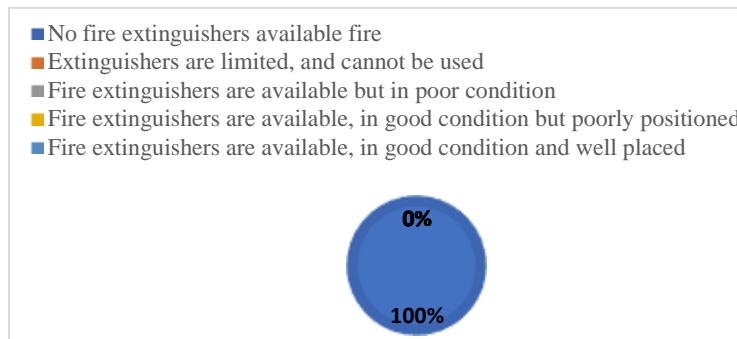 No fire extinguishers available fire
Extinguishers are limited, and cannot be used
Fire extinguishers are available but in poor condition
Fire extinguishers are available, in good condition but poorly positioned
Fire extinguishers are available, in good condition and well placed
0%
100%